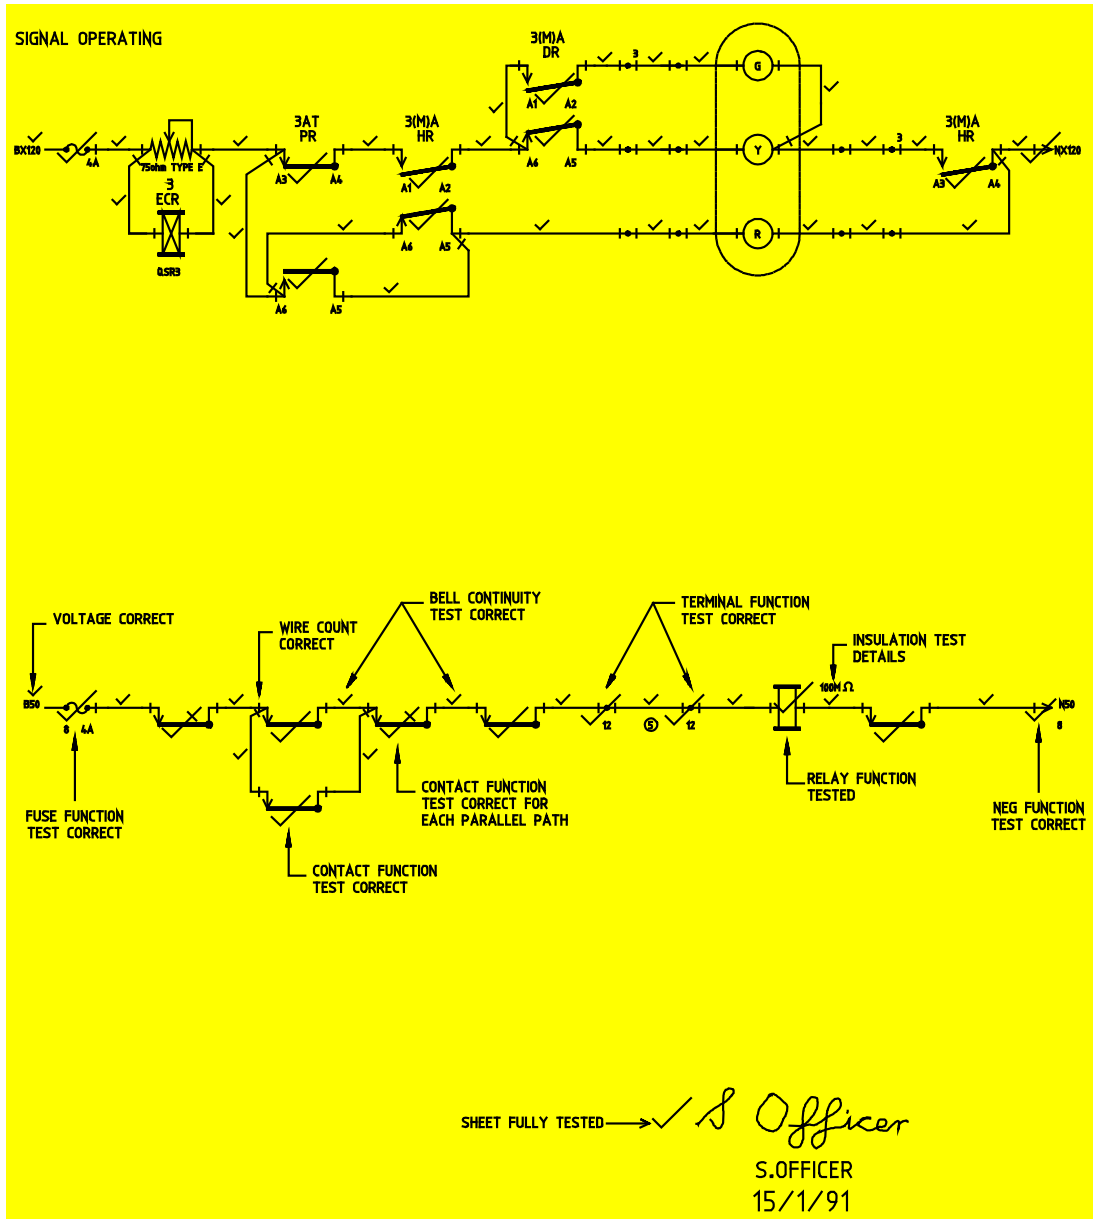 SIGNAL OPERATING
3(M)A
DR
3
A1 A2
G
3AT
PR
3(M)A
HR
3(M)A
HR
BX120
4A
75ohm TYPE E
A3 A4
A1 A2
A6 A5
Y
3
A3 A4
NX120
3
ECR
QSR3
A6 A5
R
A6 A5
BELL CONTINUITY
TEST CORRECT
TERMINAL FUNCTION
TEST CORRECT
VOLTAGE CORRECT
WIRE COUNT
CORRECT
INSULATION TEST
DETAILS
B50
8 4A
12
5
12
100M Ω
N50
6
FUSE FUNCTION
TEST CORRECT
CONTACT FUNCTION
TEST CORRECT FOR
EACH PARALLEL PATH
RELAY FUNCTION
TESTED
NEG FUNCTION
TEST CORRECT
CONTACT FUNCTION
TEST CORRECT
SHEET FULLY TESTED
S Officer
S.OFFICER
15/1/91